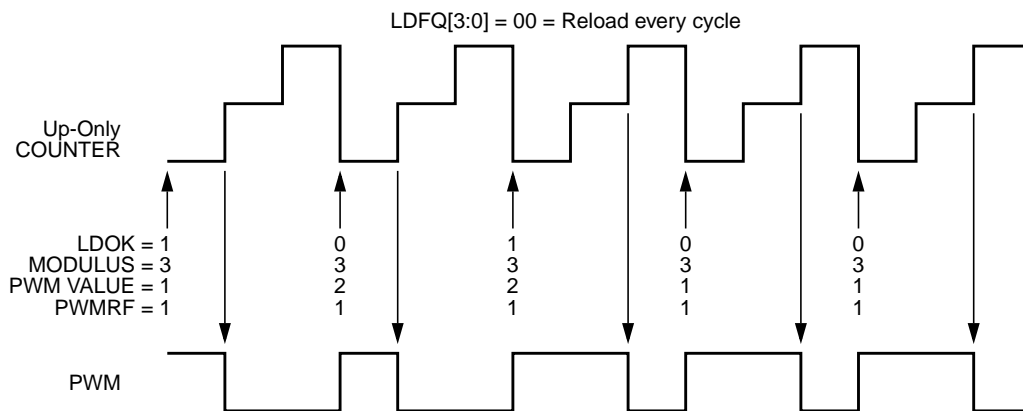 LDFQ[3:0] = 00 = Reload every cycle
Up-Only
COUNTER
LDOK = 1 0 1 0 0
MODULUS = 3 3 3 3 3
PWM VALUE = 1 2 2 1 1
PWMRF = 1 1 1 1 1
PWM